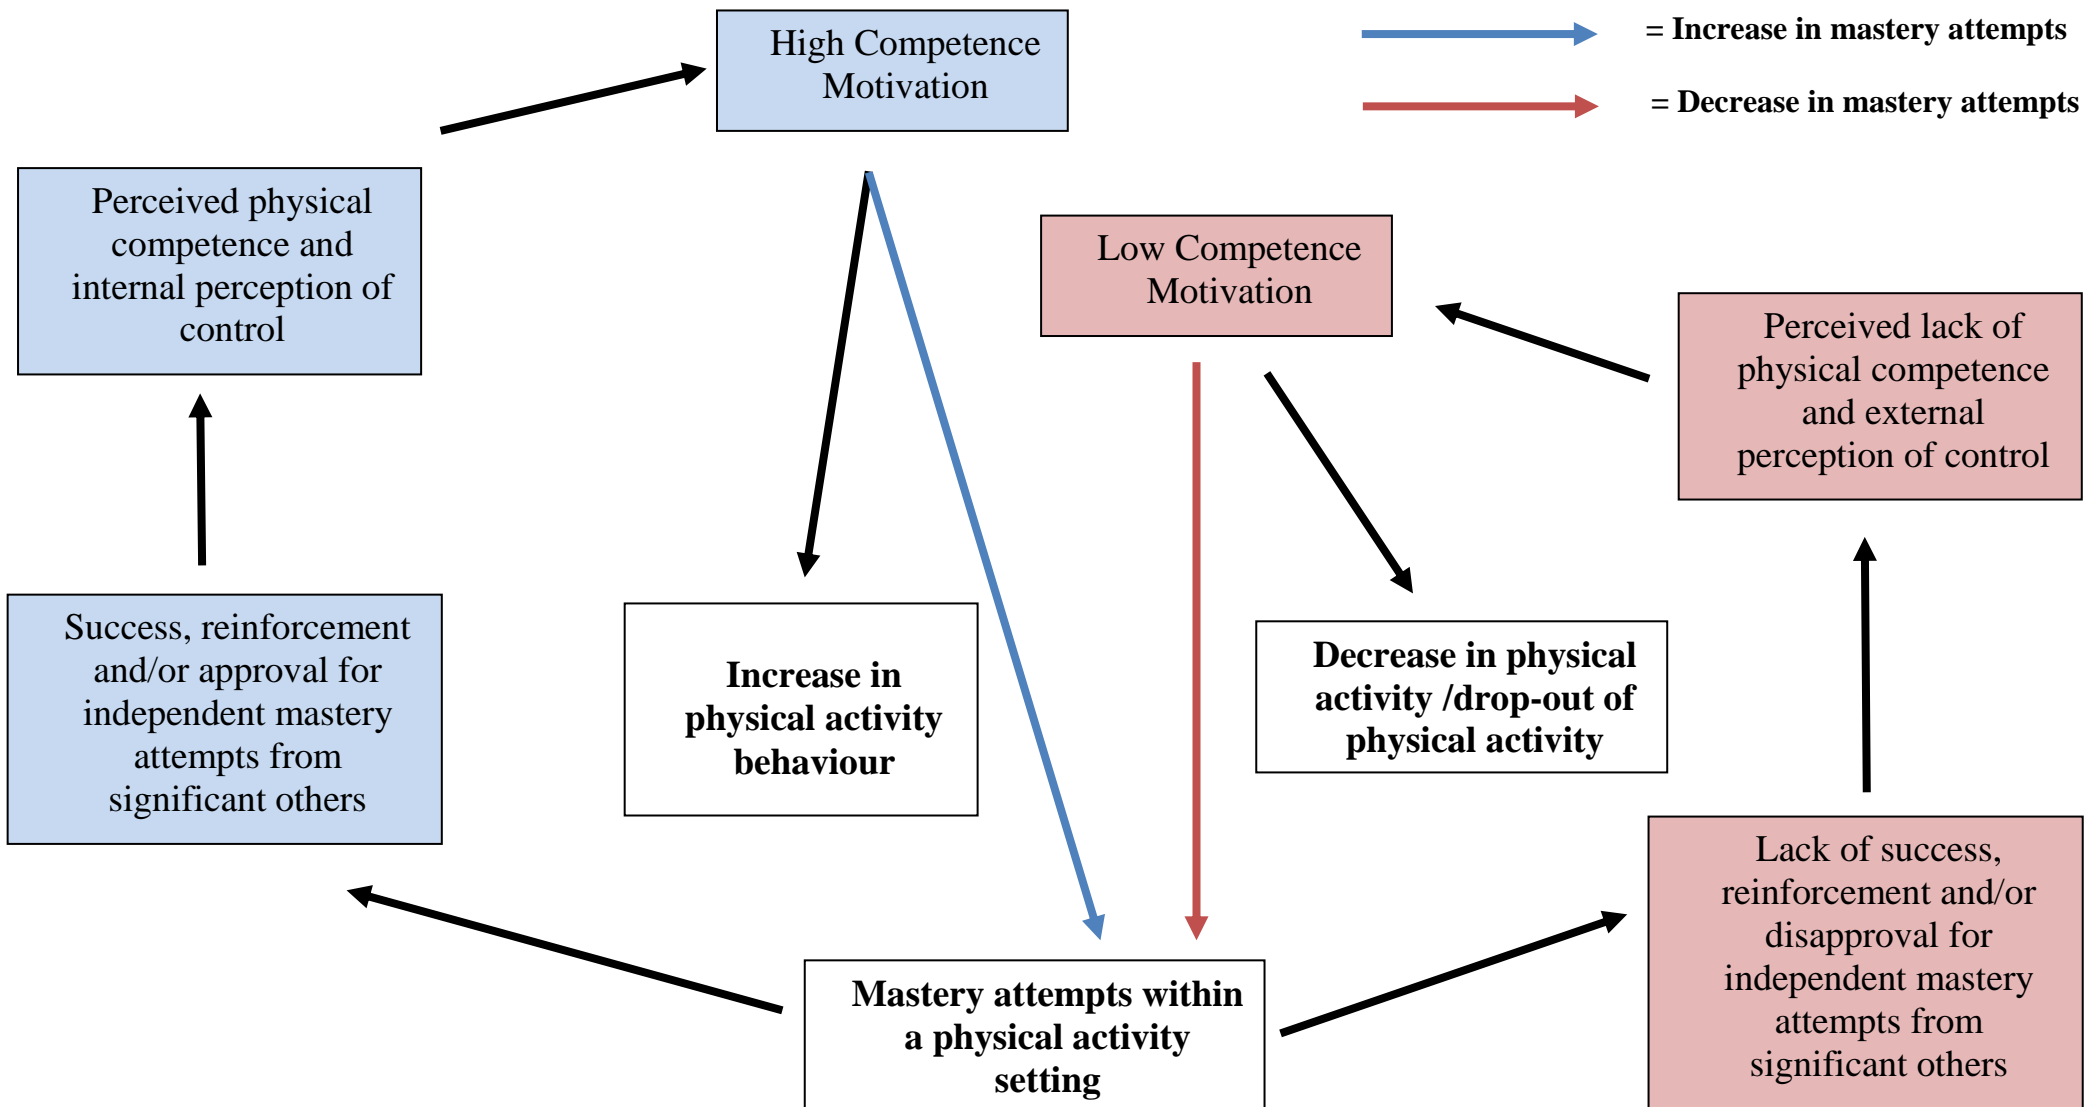 High Competence
Motivation
= Increase in mastery attempts
= Decrease in mastery attempts
Perceived physical
competence and
internal perception of
control
Low Competence
Motivation
Perceived lack of
physical competence
and external
perception of control
Success, reinforcement
and/or approval for
independent mastery
attempts from
significant others
Increase in
physical activity
behaviour
Decrease in physical
activity /drop-out of
physical activity
Mastery attempts within
a physical activity
setting
Lack of success,
reinforcement and/or
disapproval for
independent mastery
attempts from
significant others